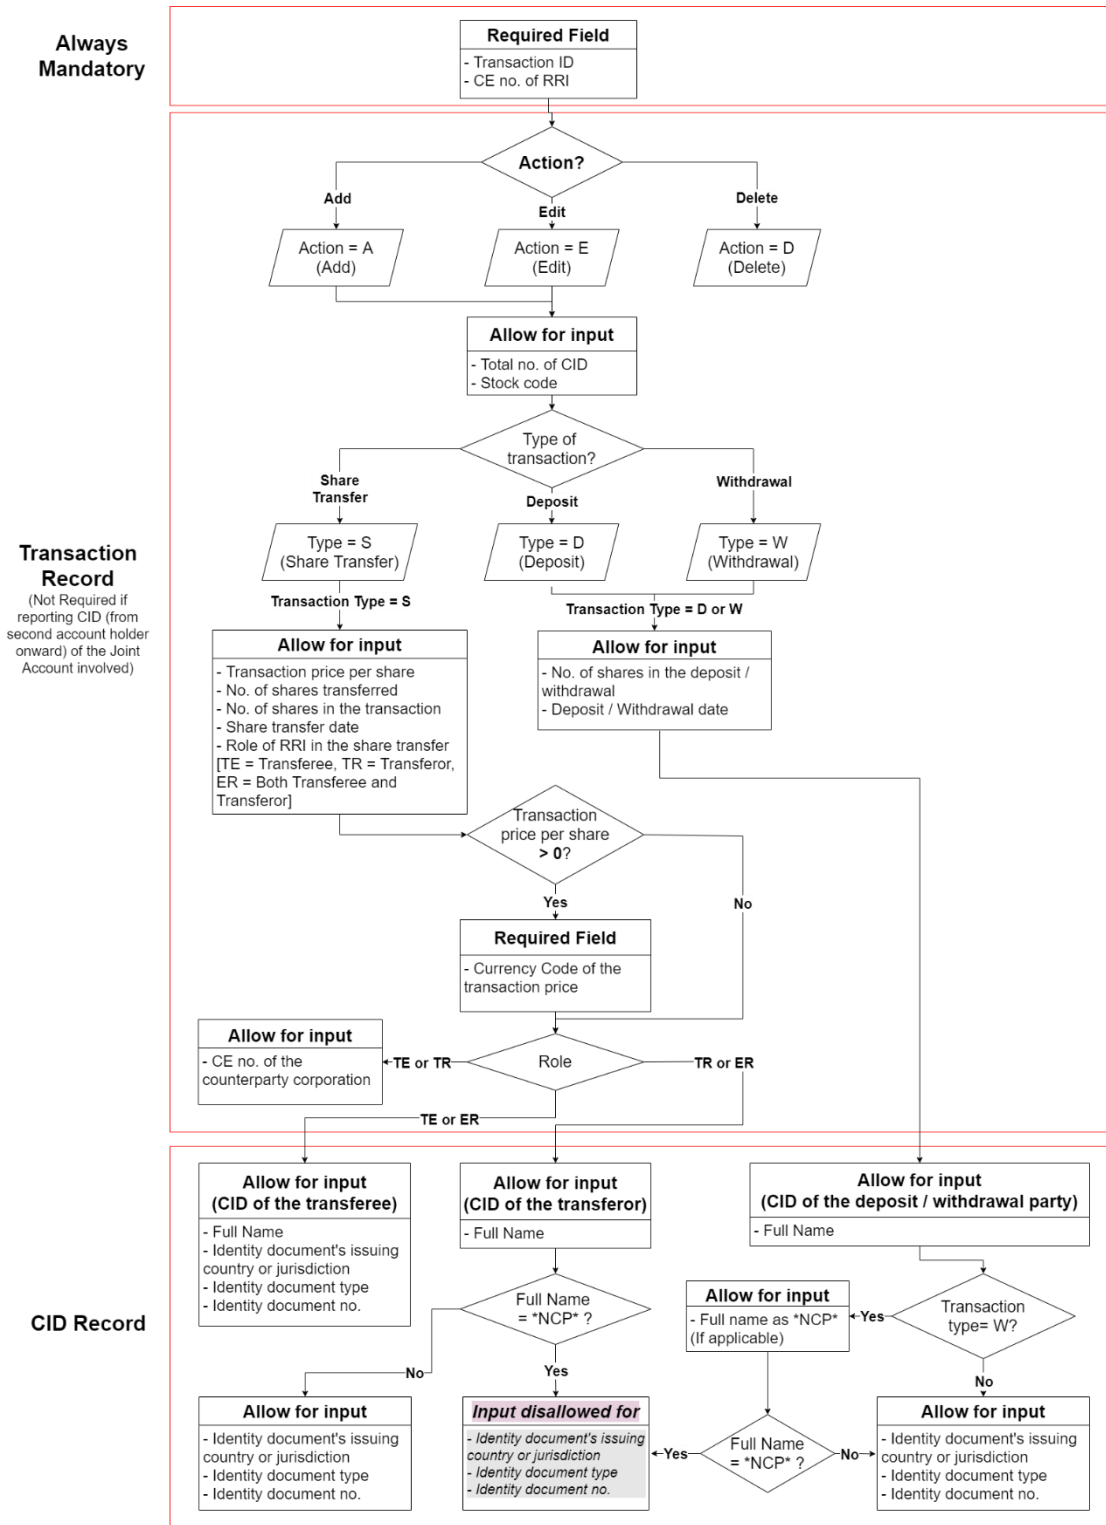 Always
Mandatory
Required Field
- Transaction ID
- CE no. of RRI
Action?
Add
Edit
Delete
Action = A
(Add)
Action = E
(Edit)
Action = D
(Delete)
Allow for input
- Total no. of CID
- Stock code
Type of
transaction?
Share
Transfer
Deposit
Withdrawal
Type = S
(Share Transfer)
Type = D
(Deposit)
Type = W
(Withdrawal)
Transaction
Record
(Not Required if
reporting CID (from
second account holder
onward) of the Joint
Account involved)
Transaction Type = S
Transaction Type = D or W
Allow for input
- Transaction price per share
- No. of shares transferred
- No. of shares in the transaction
- Share transfer date
- Role of RRI in the share transfer
[TE = Transferee, TR = Transferor,
ER = Both Transferee and
Transferor]
Allow for input
- No. of shares in the deposit /
withdrawal
- Deposit / Withdrawal date
Transaction
price per share
> 0?
Yes
No
Required Field
- Currency Code of the
transaction price
Allow for input
- CE no. of the
counterparty corporation
TE or TR
Role
TR or ER
TE or ER
CID Record
Allow for input
(CID of the transferee)
- Full Name
- Identity document's issuing
country or jurisdiction
- Identity document type
- Identity document no.
Allow for input
(CID of the transferor)
- Full Name
Allow for input
(CID of the deposit / withdrawal party)
- Full Name
Full Name
= *NCP* ?
Allow for input
- Full name as *NCP*
(If applicable)
Yes
Transaction
type= W?
No
Yes
No
Allow for input
- Identity document's issuing
country or jurisdiction
- Identity document type
- Identity document no.
Input disallowed for
- Identity document's issuing
country or jurisdiction
- Identity document type
- Identity document no.
Yes
Full Name
= *NCP* ?
No
Allow for input
- Identity document's issuing
country or jurisdiction
- Identity document type
- Identity document no.